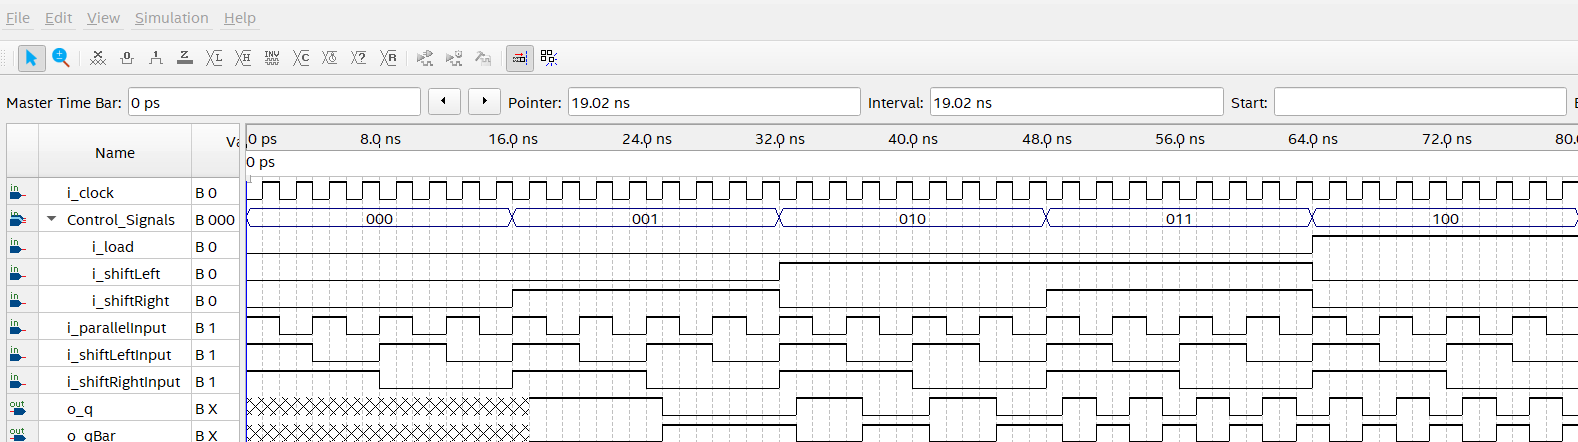 File Edit View Simulation Help
Master Time Bar: 0 ps Pointer: 19.02 ns Interval: 19.02 ns Start:
Name 0 ps 8.0 ns 16.0 ns 24.0 ns 32.0 ns 40.0 ns 48.0 ns 56.0 ns 64.0 ns 72.0 ns 80.0
0 ps
in i_clock B 0
in Control_Signals B 000 000 001 010 011 100
in i_load B 0
in i_shiftLeft B 0
in i_shiftRight B 0
in i_parallelInput B 1
in i_shiftLeftInput B 1
in i_shiftRightInput B 1
out o_q B X
out o_qBar B X